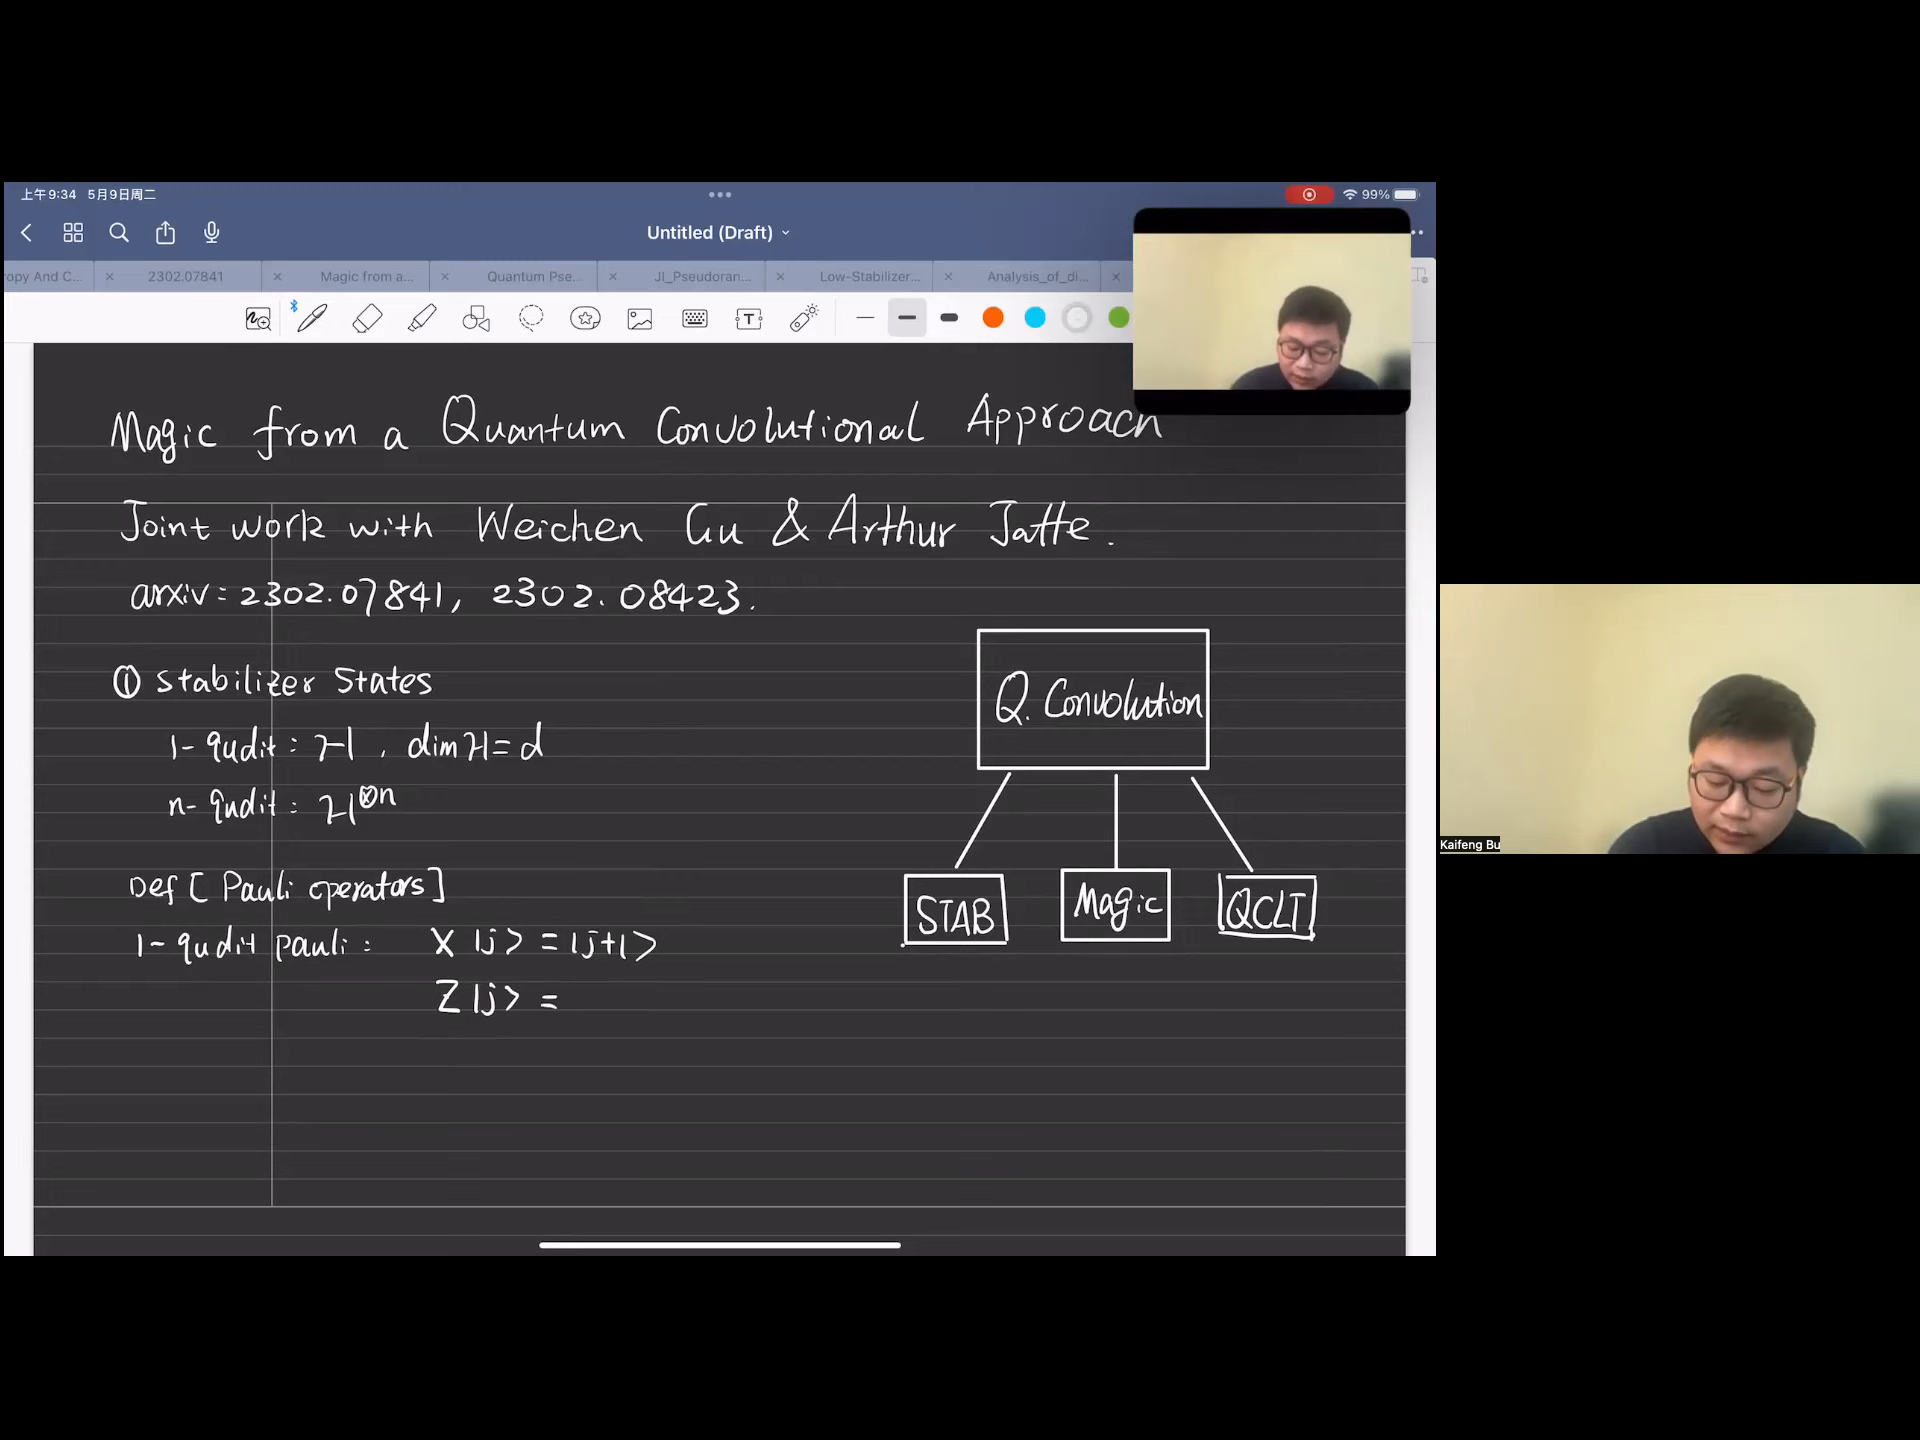 上午9:34 5月9日周二
99%
Untitled (Draft)
opy And C...
2302.07841
Magic from a...
Quantum Pse...
JI_Pseudoran...
Low-Stabilizer...
Analysis_of_di...
Magic from a Quantum Convolutional Approach
Joint work with Weichen Gu & Arthur Jaffe.
arxiv: 2302.07841, 2302.08423.
① Stabilizer States
1-qudit: H, dim H = d
n-qudit: H^⊗n
Def [Pauli operators]
1-qudit pauli: X |j> = |j+1>
Z |j> =
Q. Convolution
STAB
Magic
QCLT
Kaifeng Bu